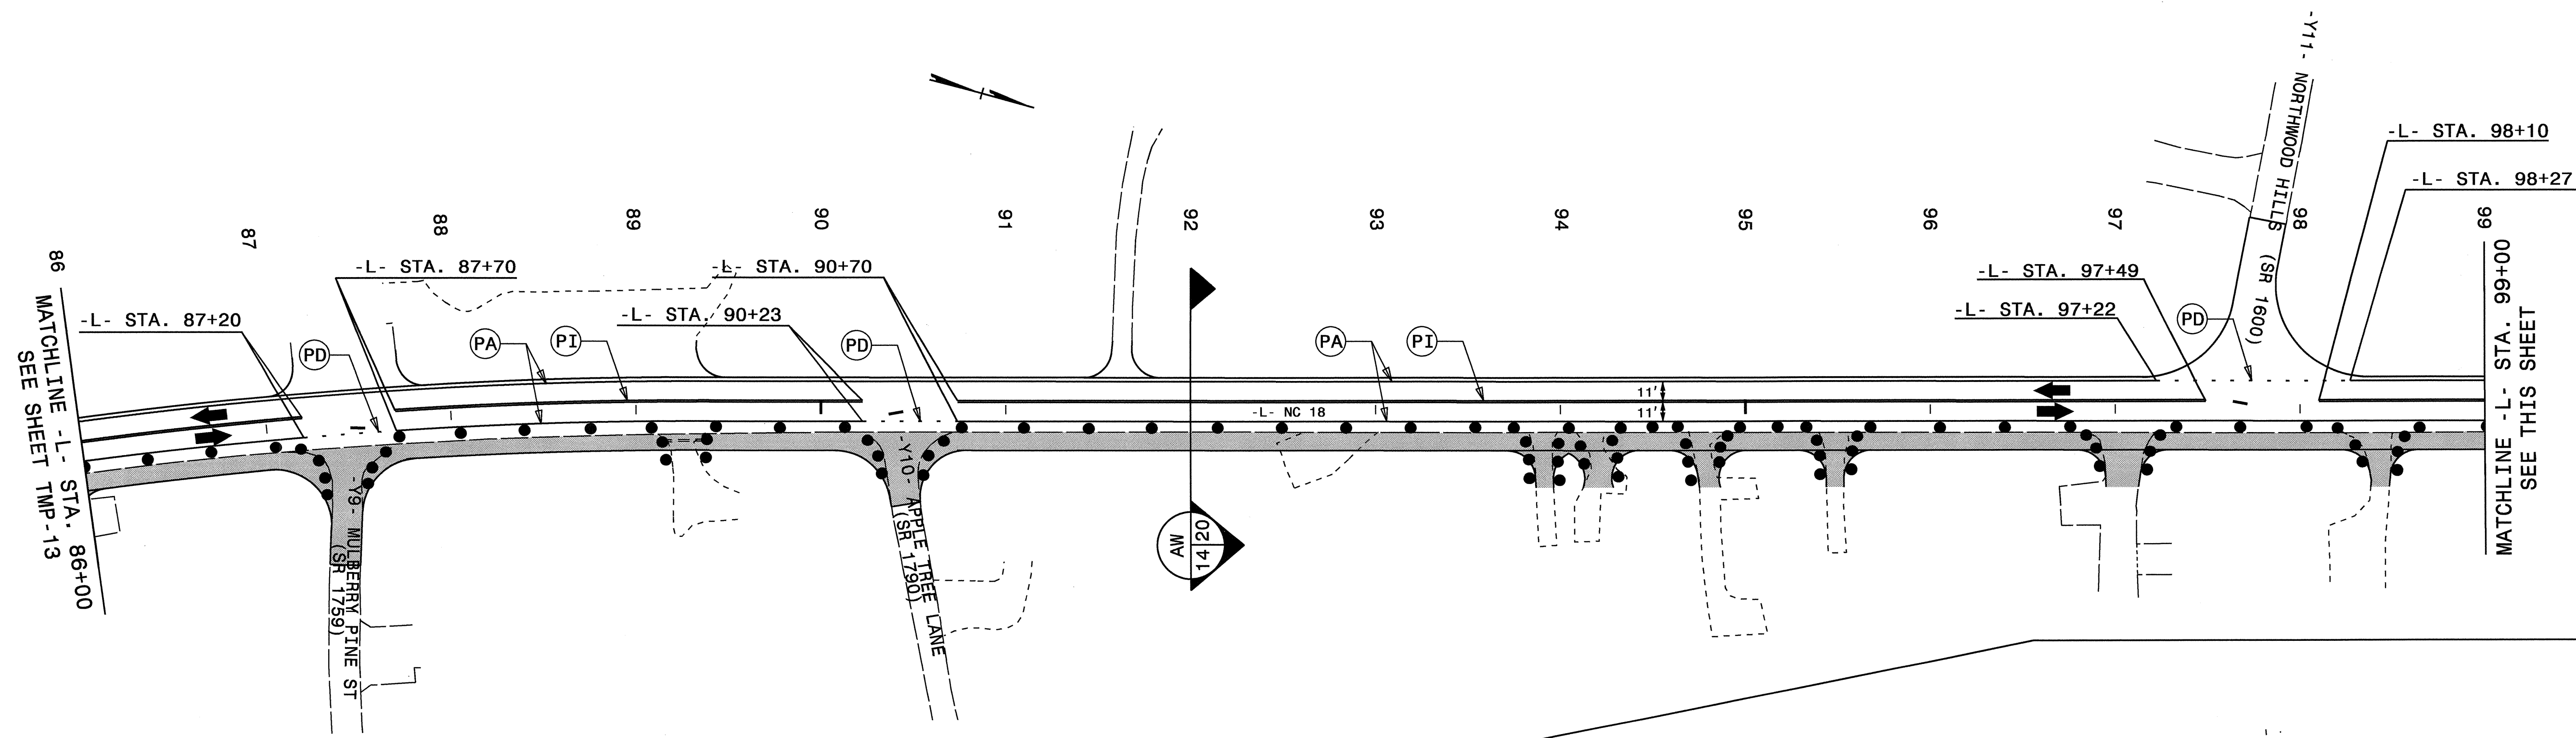 -Y11- NORTHWOOD HILLS (SR 1600)
-L- STA. 98+10
-L- STA. 98+27
86
87
88
89
90
91
92
93
94
95
96
97
98
99
MATCHLINE -L- STA. 86+00
SEE SHEET TMP-13
-L- STA. 87+20
-L- STA. 87+70
-L- STA. 90+70
-L- STA. 90+23
-L- STA. 97+49
-L- STA. 97+22
PD
PA
PI
PD
PA
PI
PD
11'
11'
-L- NC 18
-Y9- MULBERRY PINE ST
(SR 1759)
-Y10- APPLE TREE LANE
(SR 1790)
AW
14 20
MATCHLINE -L- STA. 99+00
SEE THIS SHEET